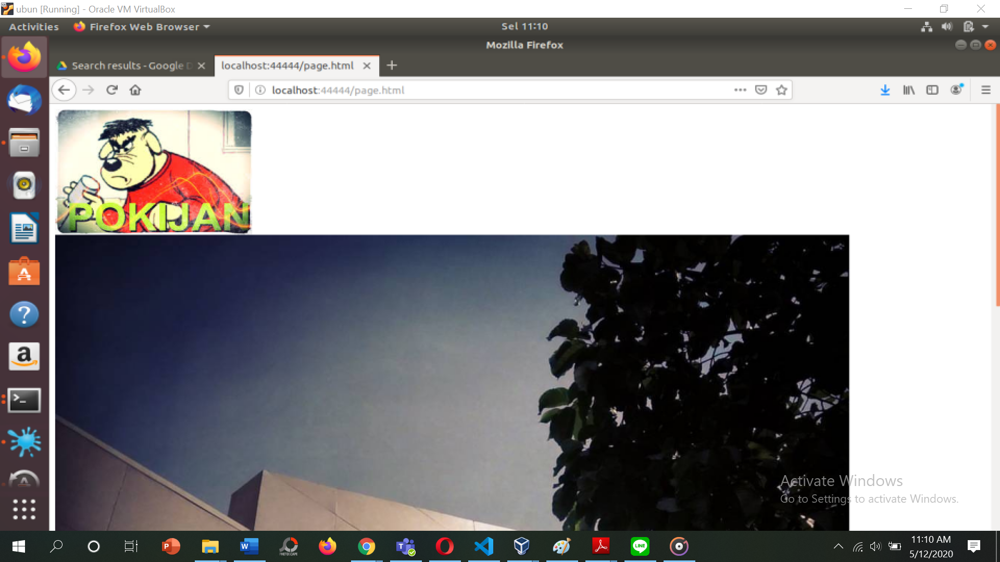 ubun [Running] - Oracle VM VirtualBox
Activities
Firefox Web Browser
Sel 11:10
Mozilla Firefox
Search results - Google D
localhost:44444/page.html
localhost:44444/page.html
POKIJAN
Activate Windows
Go to Settings to activate Windows.
PHOTOSCAPE
LINE
11:10 AM
5/12/2020